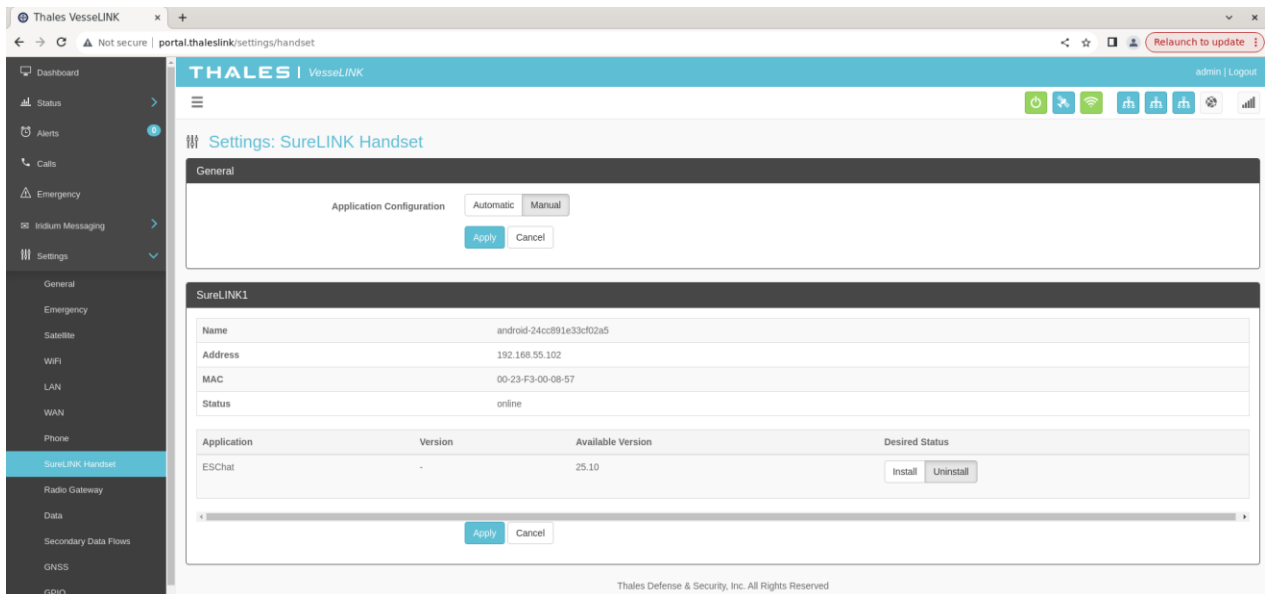 Thales VesseLINK
Not secure | portal.thaleslink/settings/handset
Relaunch to update
THALES | VesseLINK
admin | Logout
Dashboard
Status
Alerts 0
Calls
Emergency
Iridium Messaging
Settings
General
Emergency
Satellite
WiFi
LAN
WAN
Phone
SureLINK Handset
Radio Gateway
Data
Secondary Data Flows
GNSS
GPIO
Settings: SureLINK Handset
General
Application Configuration Automatic Manual
Apply Cancel
SureLINK1
Name android-24cc891e33cf02a5
Address 192.168.55.102
MAC 00-23-F3-00-08-57
Status online
Application Version Available Version Desired Status
ESChat - 25.10 Install Uninstall
Apply Cancel
Thales Defense & Security, Inc. All Rights Reserved